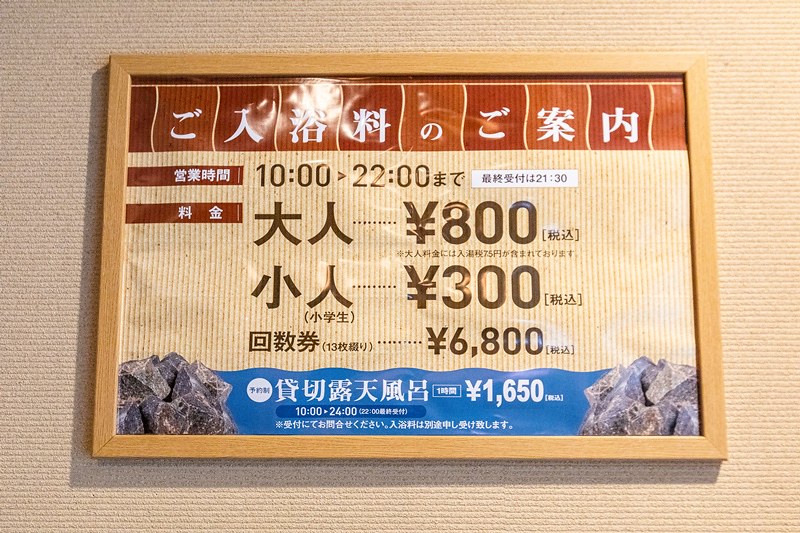 ご入浴料のご案内
営業時間 10:00▶22:00まで 最終受付は21:30
料金 大人………¥800[税込]
※大人料金には入湯税75円が含まれております。
小人………¥300[税込]
(小学生)
回数券(13枚綴り)………¥6,800[税込]
予約制 貸切露天風呂 1時間 ¥1,650[税込]
10:00▶24:00(22:00最終受付)
※受付にてお問合せください。入浴料は別途申し受け致します。